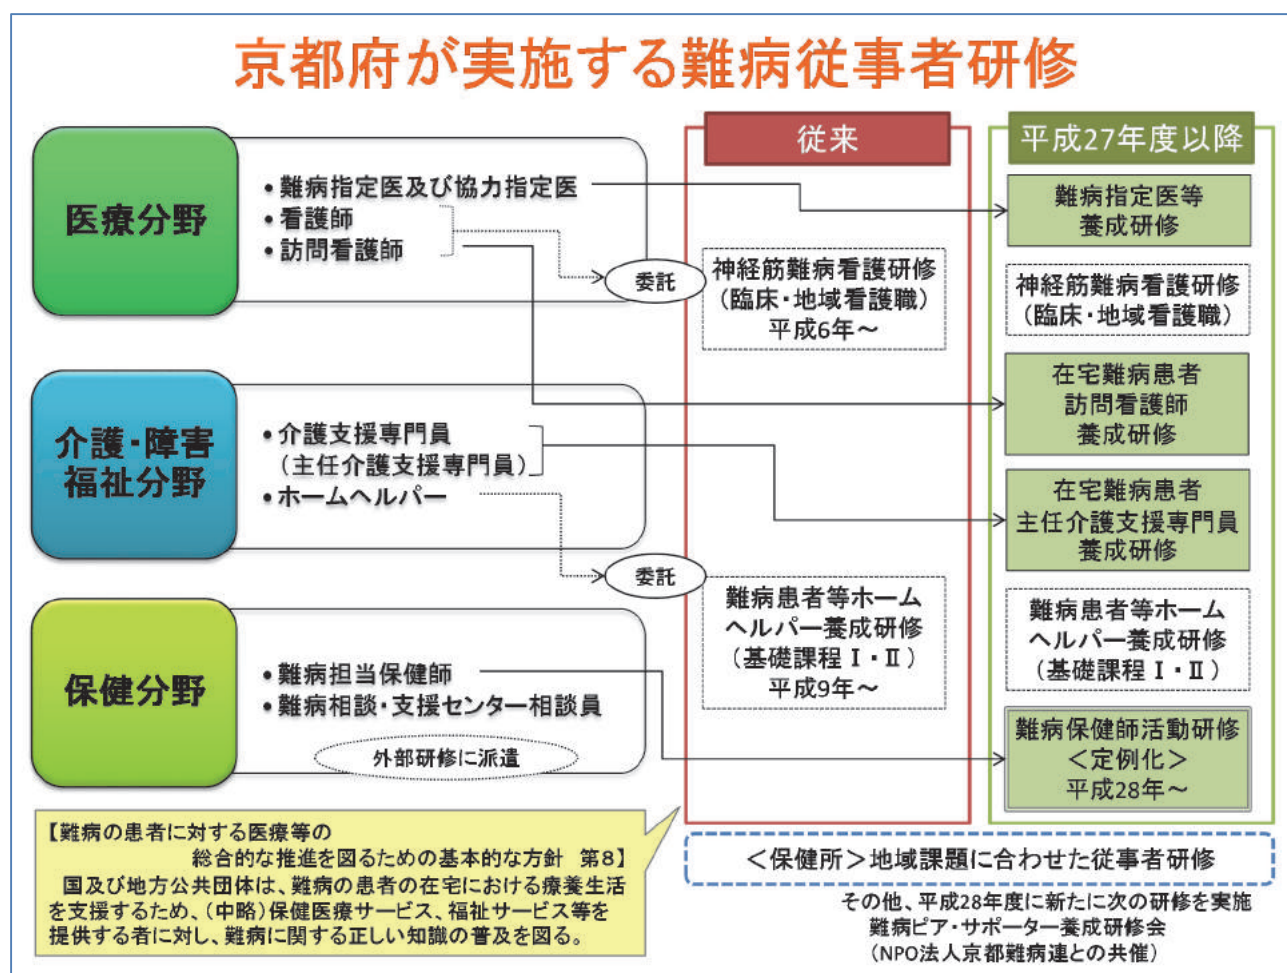 京都府が実施する難病従事者研修
医療分野
• 難病指定医及び協力指定医
• 看護師
• 訪問看護師
委託
介護・障害
福祉分野
• 介護支援専門員
（主任介護支援専門員）
• ホームヘルパー
委託
保健分野
• 難病担当保健師
• 難病相談・支援センター相談員
外部研修に派遣
従来
神経筋難病看護研修
（臨床・地域看護職）
平成6年～
難病患者等ホーム
ヘルパー養成研修
（基礎課程Ⅰ・Ⅱ）
平成9年～
平成27年度以降
難病指定医等
養成研修
神経筋難病看護研修
（臨床・地域看護職）
在宅難病患者
訪問看護師
養成研修
在宅難病患者
主任介護支援専門員
養成研修
難病患者等ホーム
ヘルパー養成研修
（基礎課程Ⅰ・Ⅱ）
難病保健師活動研修
＜定例化＞
平成28年～
【難病の患者に対する医療等の
総合的な推進を図るための基本的な方針　第8】
国及び地方公共団体は、難病の患者の在宅における療養生活
を支援するため、（中略）保健医療サービス、福祉サービス等を
提供する者に対し、難病に関する正しい知識の普及を図る。
＜保健所＞地域課題に合わせた従事者研修
その他、平成28年度に新たに次の研修を実施
難病ピア・サポーター養成研修会
（NPO法人京都難病連との共催）